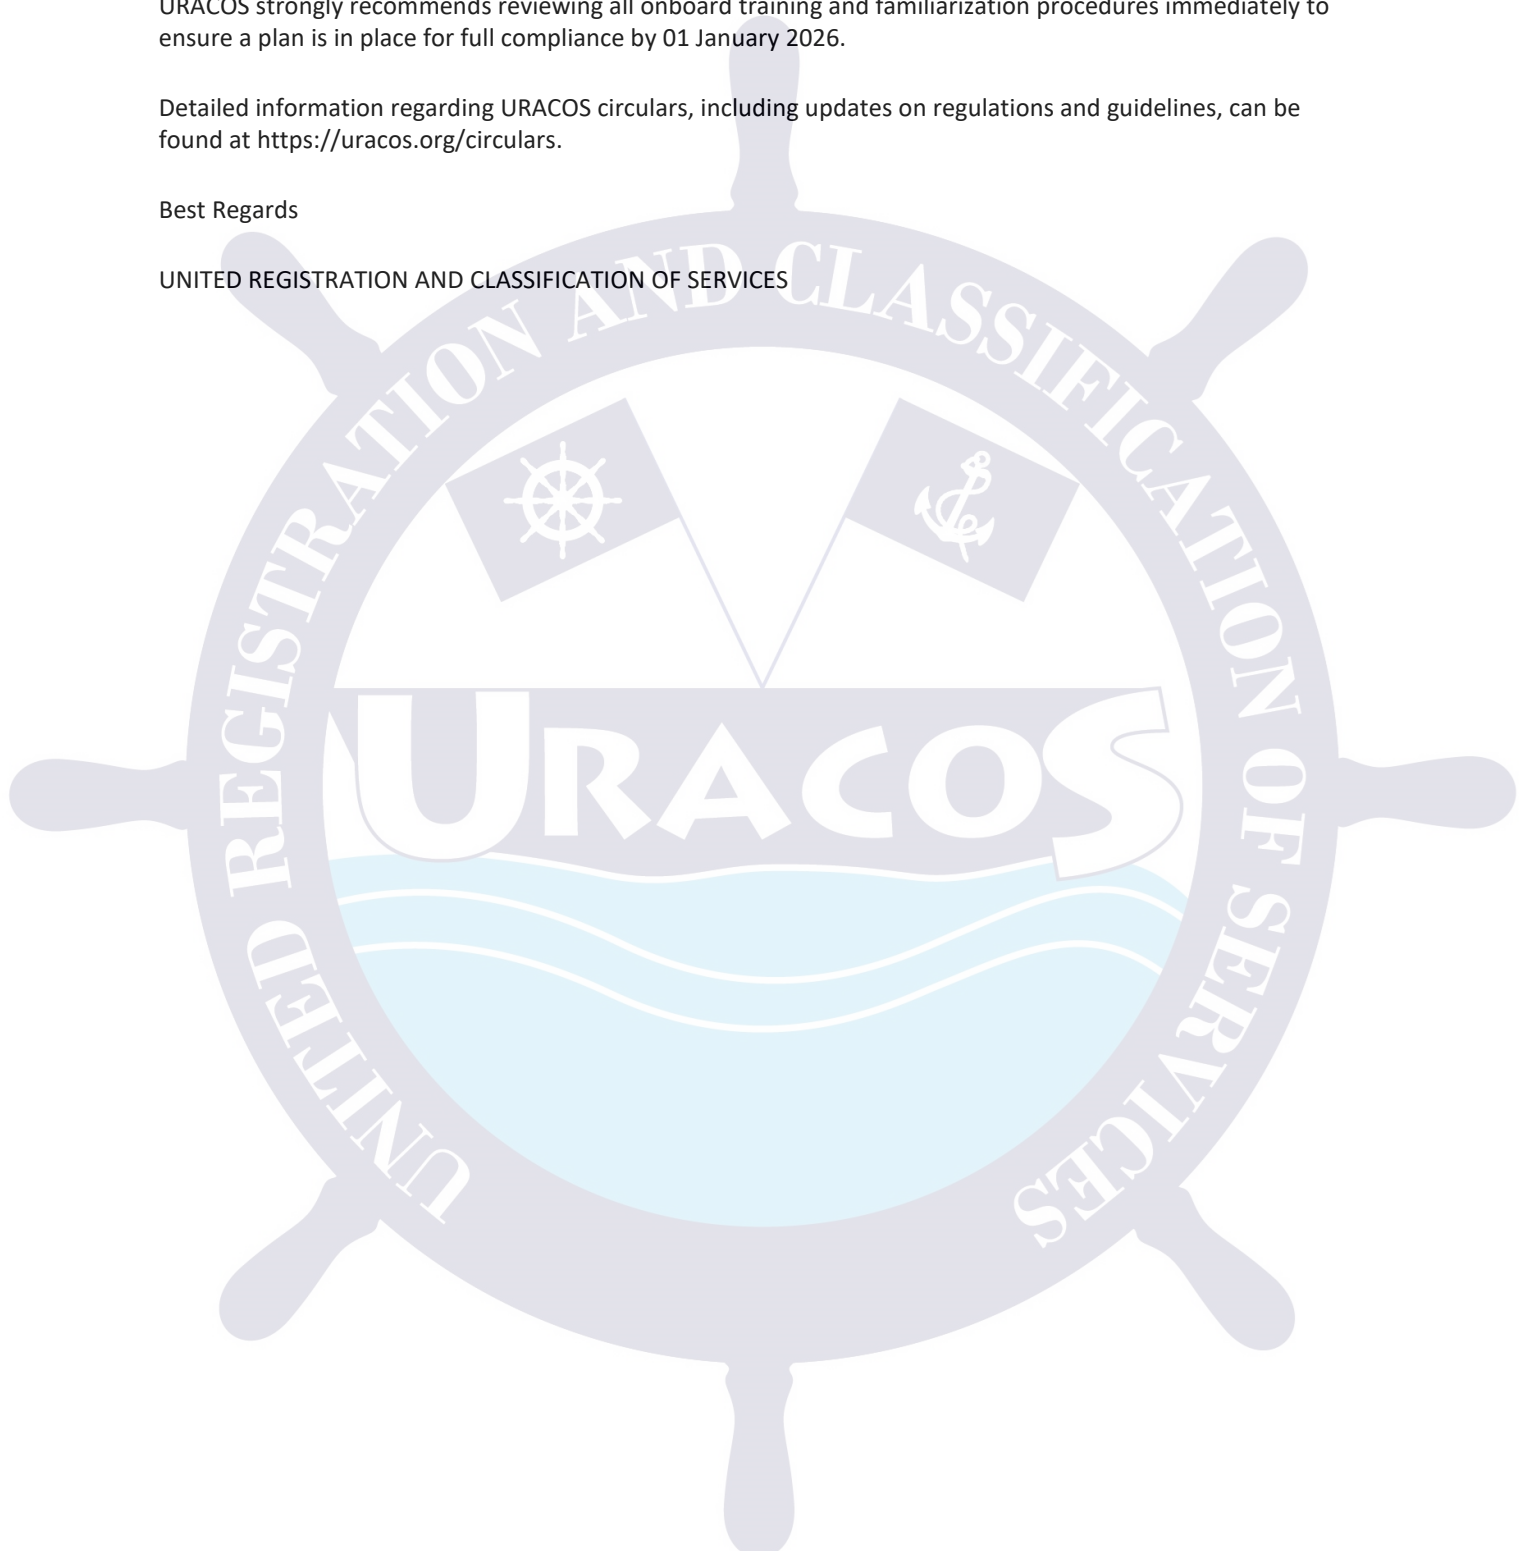 URACOS strongly recommends reviewing all onboard training and familiarization procedures immediately to
ensure a plan is in place for full compliance by 01 January 2026.
Detailed information regarding URACOS circulars, including updates on regulations and guidelines, can be
found at https://uracos.org/circulars.
Best Regards
UNITED REGISTRATION AND CLASSIFICATION OF SERVICES
UNITED REGISTRATION AND CLASSIFICATION OF SERVICES
URACOS